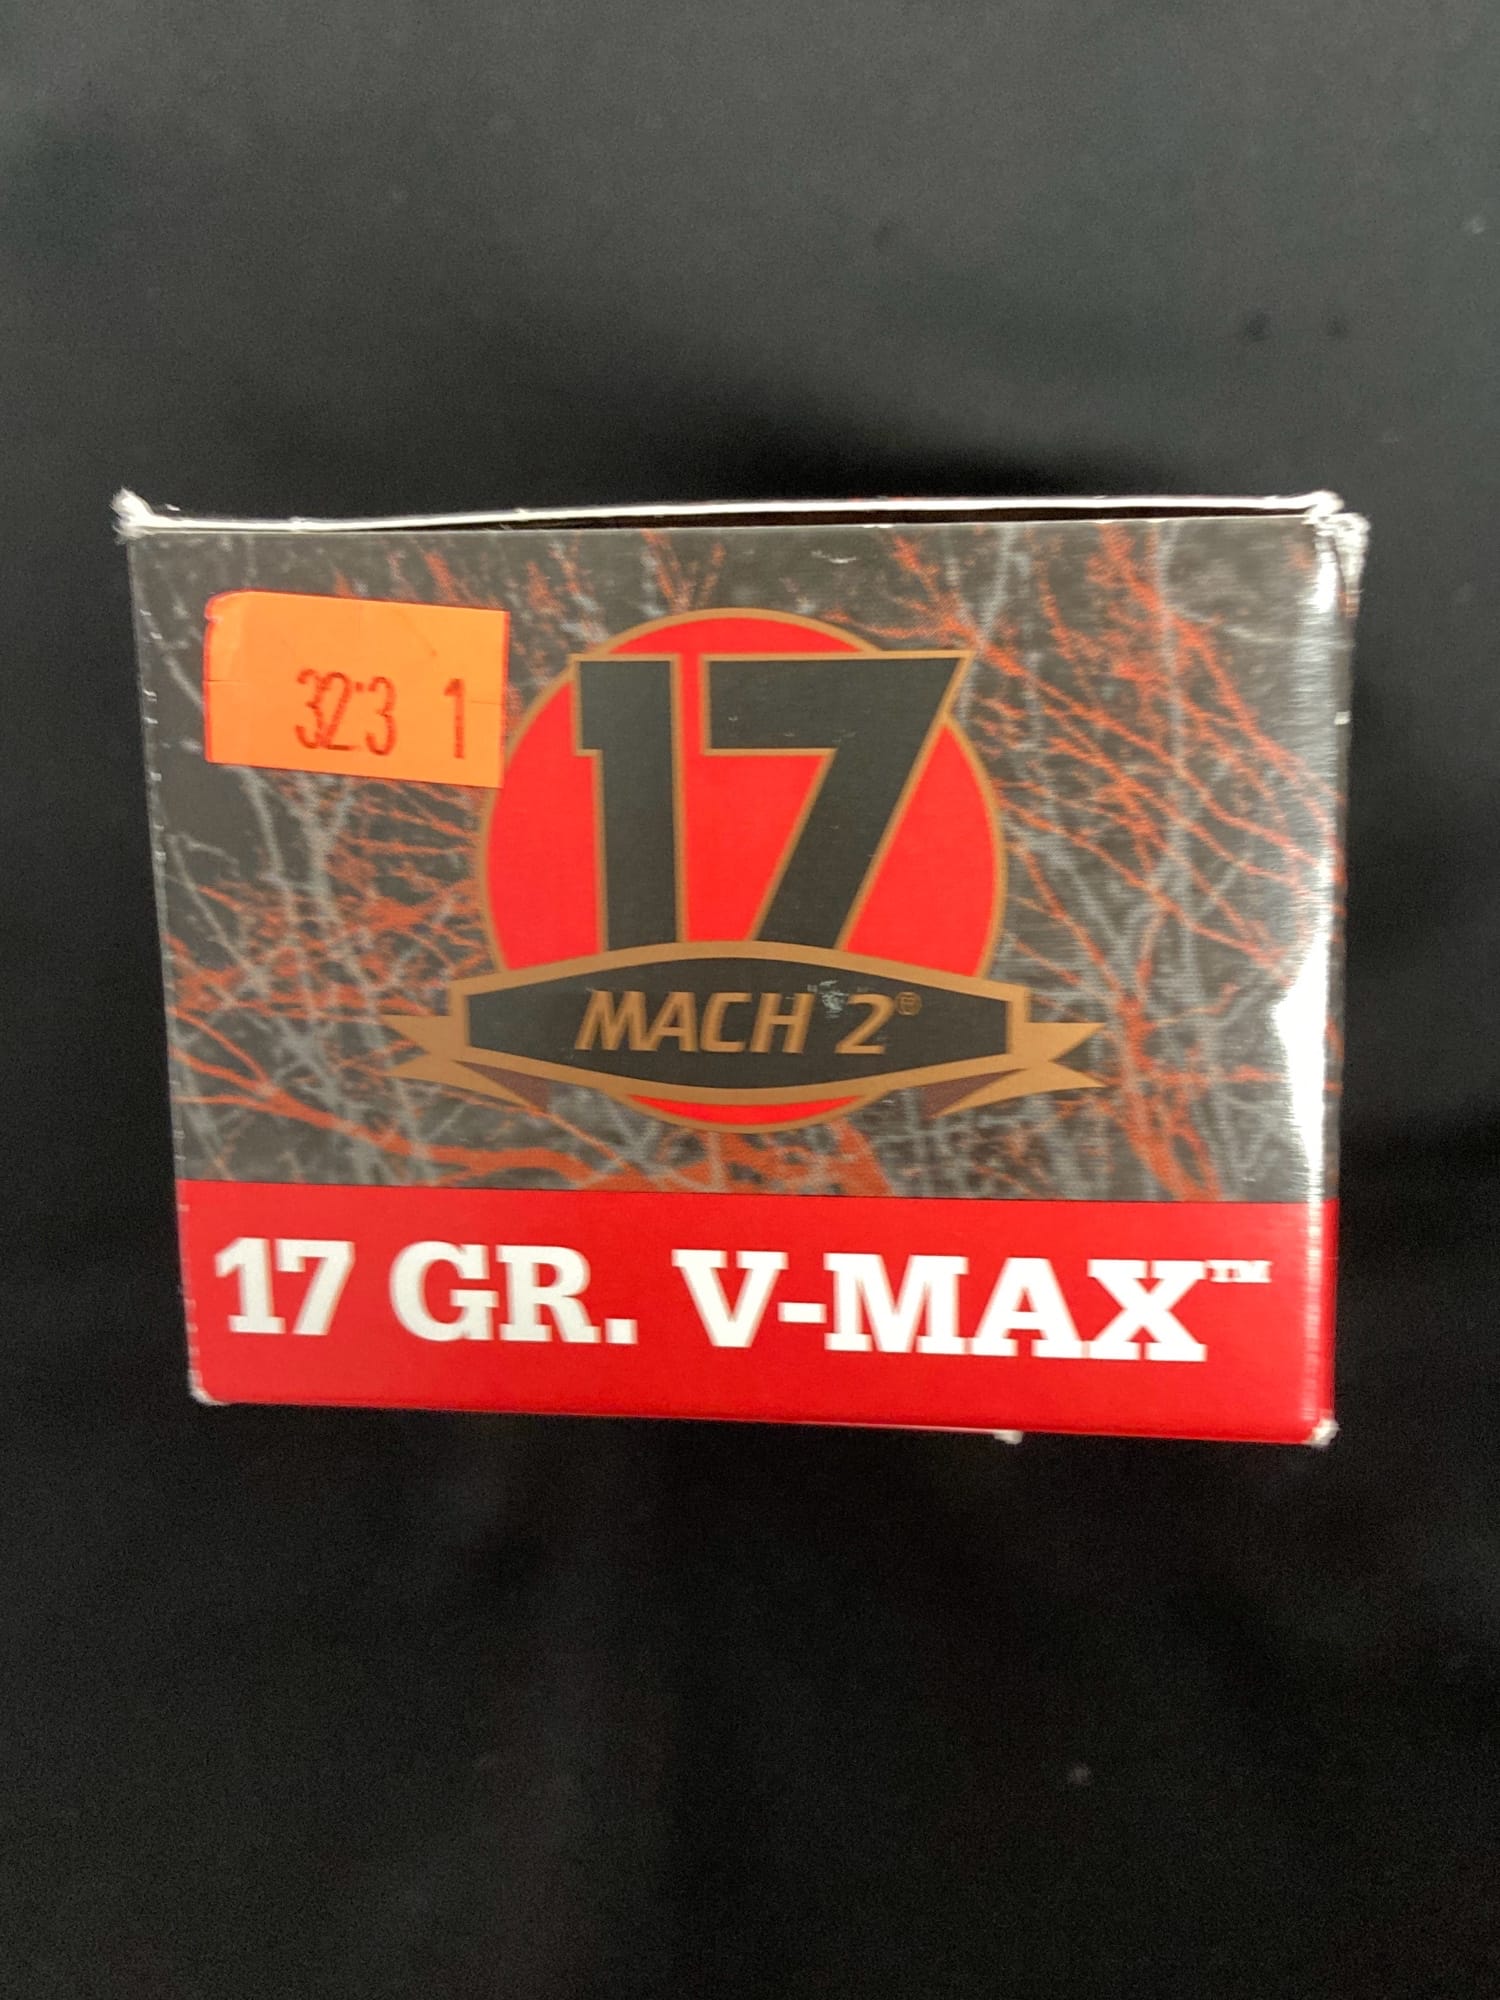 32.3 1
17
MACH 2®
17 GR. V-MAX™